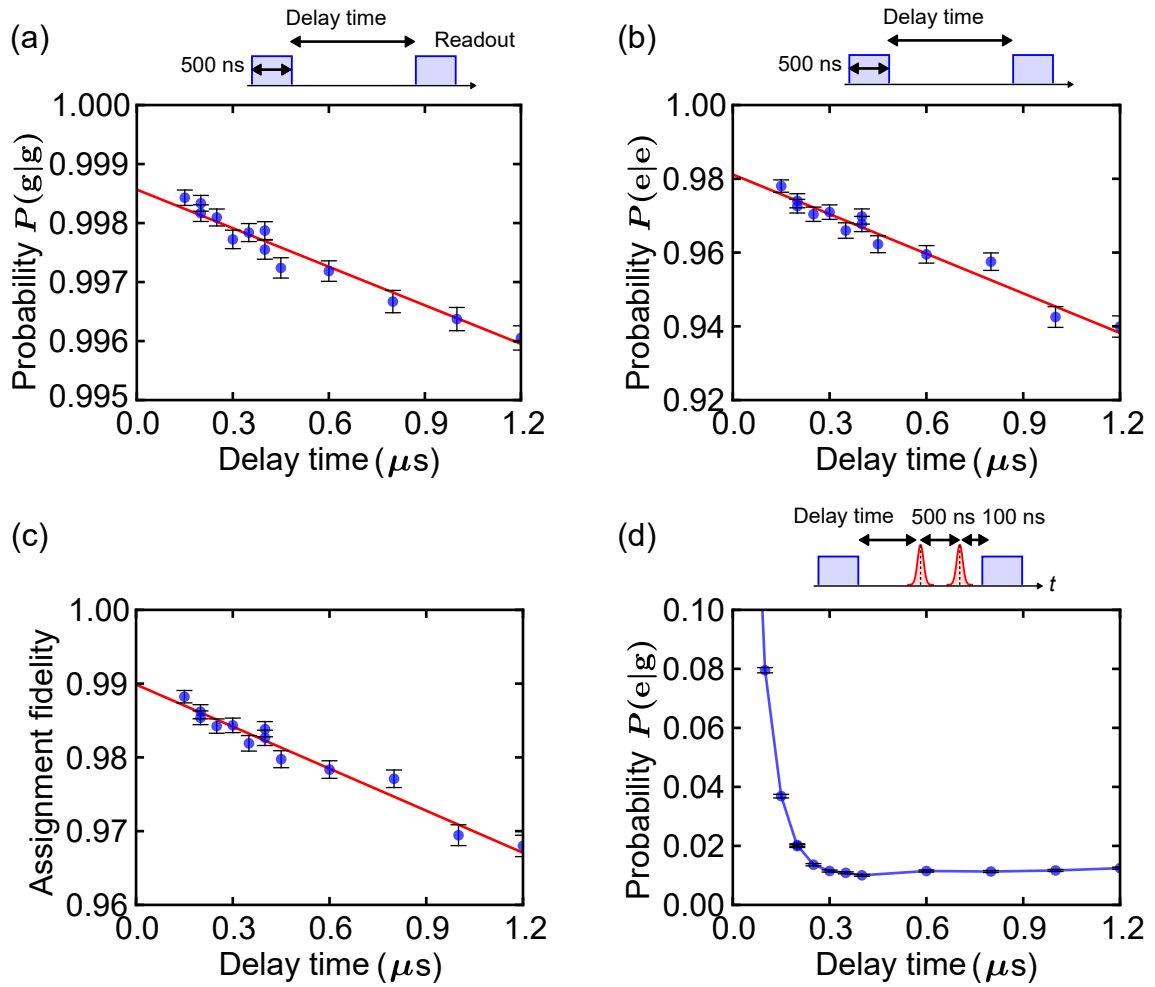 (a)
Delay time
Readout
500 ns
1.000
0.999
0.998
0.997
0.996
0.995
Probability P(g|g)
0.0 0.3 0.6 0.9 1.2
Delay time (μs)
(b)
Delay time
500 ns
1.00
0.98
0.96
0.94
0.92
Probability P(e|e)
0.0 0.3 0.6 0.9 1.2
Delay time (μs)
(c)
1.00
0.99
0.98
0.97
0.96
Assignment fidelity
0.0 0.3 0.6 0.9 1.2
Delay time (μs)
(d)
Delay time 500 ns 100 ns
t
0.10
0.08
0.06
0.04
0.02
0.00
Probability P(e|g)
0.0 0.3 0.6 0.9 1.2
Delay time (μs)